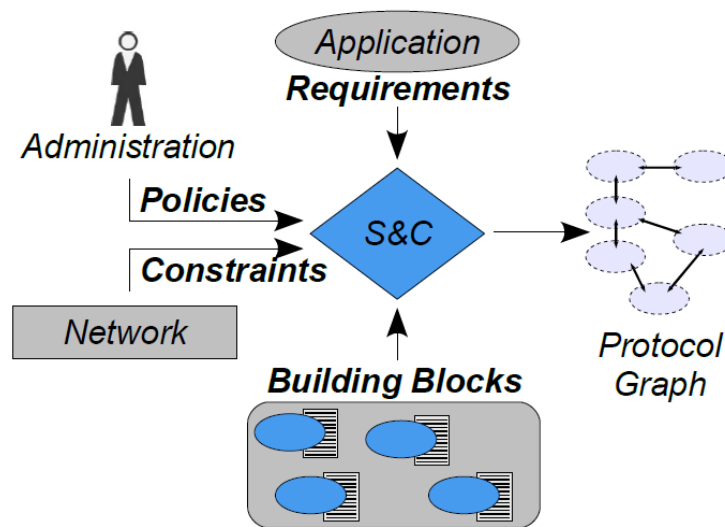 Application
Requirements
Administration
Policies
S&C
Constraints
Network
Protocol
Graph
Building Blocks